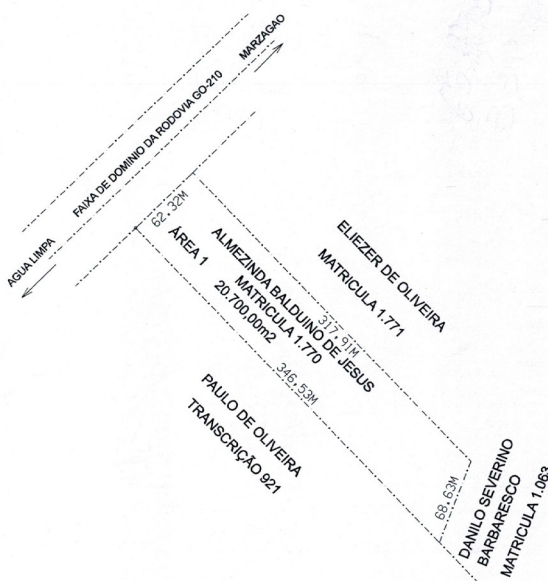 MARZAGAO
FAIXA DE DOMINIO DA RODOVIA GO-210
AGUA LIMPA
62,32M
ÁREA 1
ALMEZINDA BALDUINO DE JESUS
MATRICULA 1.770
20.700,00m2
317,91M
346,53M
ELIEZER DE OLIVEIRA
MATRICULA 1.771
PAULO DE OLIVEIRA
TRANSCRIÇÃO 921
68,63M
DANILO SEVERINO
BARBARESCO
MATRICULA 1.063